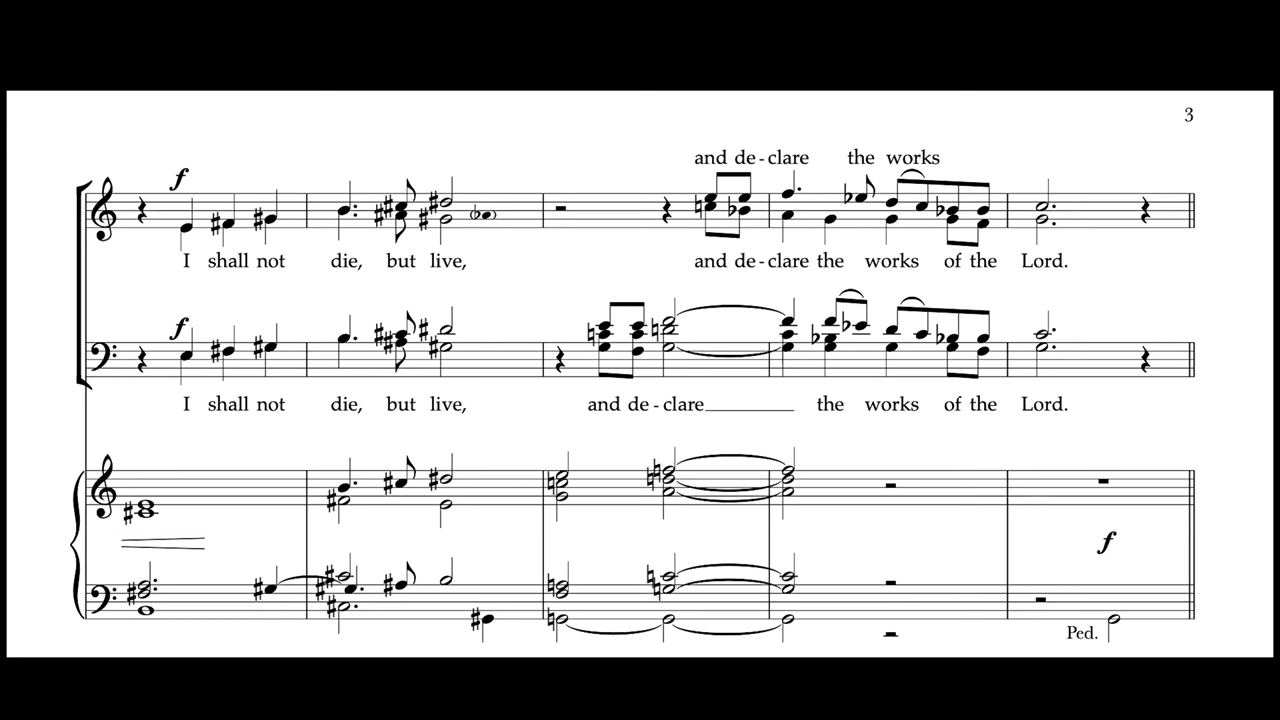 3
f
and de-clare the works
I shall not die, but live, and de-clare the works of the Lord.
f
I shall not die, but live, and de-clare the works of the Lord.
f
Ped.